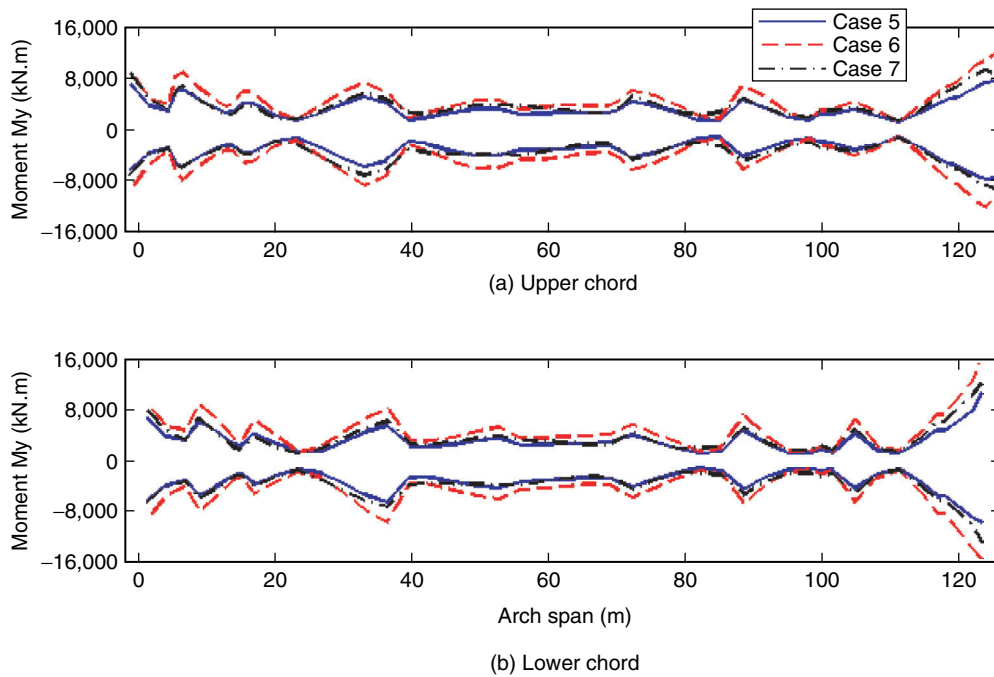 Case 5
Case 6
Case 7
Moment My (kN.m)
16,000
8,000
0
−8,000
−16,000
0 20 40 60 80 100 120
(a) Upper chord
Moment My (kN.m)
16,000
8,000
0
−8,000
−16,000
0 20 40 60 80 100 120
Arch span (m)
(b) Lower chord